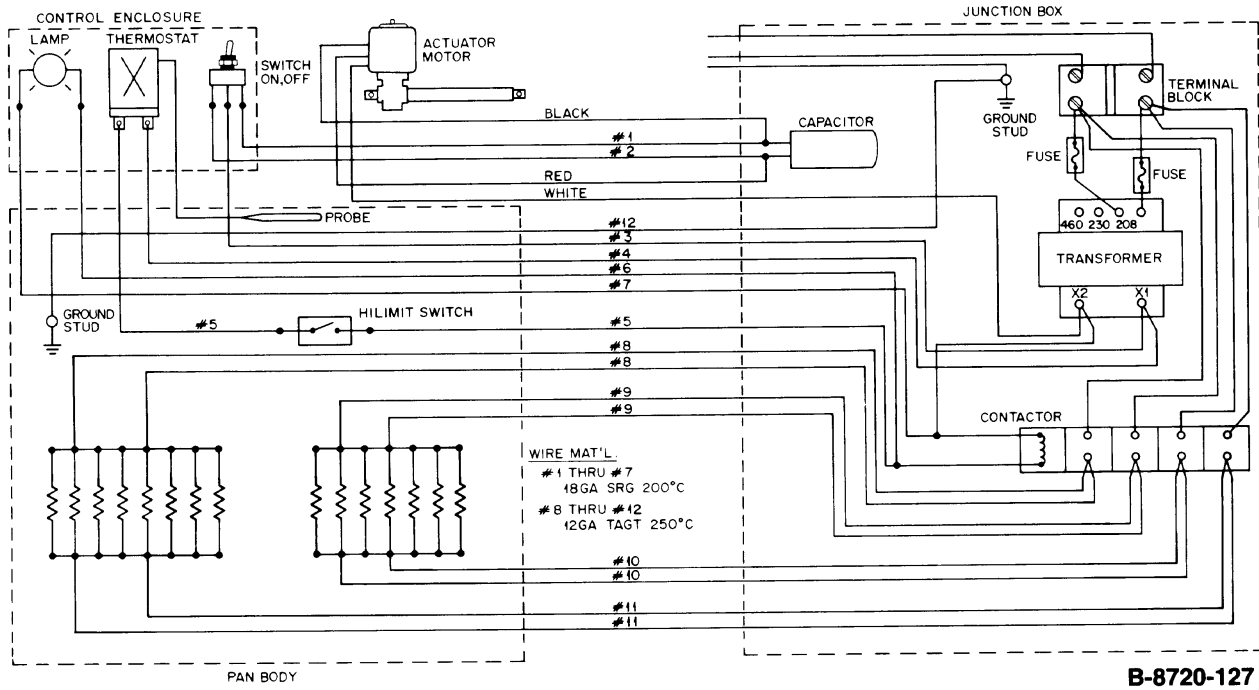 CONTROL ENCLOSURE
LAMP
THERMOSTAT
SWITCH
ON,OFF
ACTUATOR
MOTOR
JUNCTION BOX
TERMINAL
BLOCK
GROUND
STUD
BLACK
#1
#2
CAPACITOR
FUSE
FUSE
RED
WHITE
PROBE
#12
#3
#4
#6
#7
460 230 208
TRANSFORMER
X2 X1
GROUND
STUD
#5
HILIMIT SWITCH
#5
#8
#8
#9
#9
CONTACTOR
WIRE MAT'L.
#1 THRU #7
18GA SRG 200°C
#8 THRU #12
12GA TAGT 250°C
#10
#10
#11
#11
PAN BODY
B-8720-127